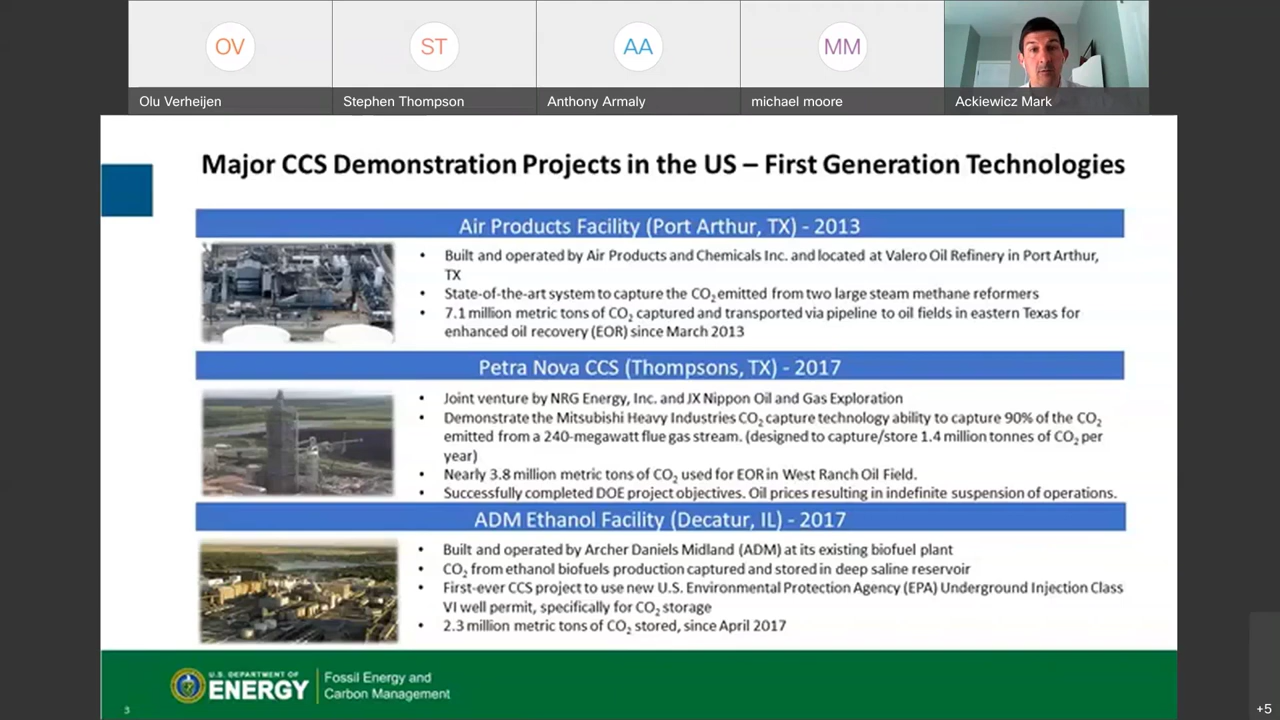 OV
ST
AA
MM
Olu Verheijen
Stephen Thompson
Anthony Armaly
michael moore
Ackiewicz Mark
Major CCS Demonstration Projects in the US – First Generation Technologies
Air Products Facility (Port Arthur, TX) - 2013
• Built and operated by Air Products and Chemicals Inc. and located at Valero Oil Refinery in Port Arthur,
TX
• State-of-the-art system to capture the CO₂ emitted from two large steam methane reformers
• 7.1 million metric tons of CO₂ captured and transported via pipeline to oil fields in eastern Texas for
enhanced oil recovery (EOR) since March 2013
Petra Nova CCS (Thompsons, TX) - 2017
• Joint venture by NRG Energy, Inc. and JX Nippon Oil and Gas Exploration
• Demonstrate the Mitsubishi Heavy Industries CO₂ capture technology ability to capture 90% of the CO₂
emitted from a 240-megawatt flue gas stream. (designed to capture/store 1.4 million tonnes of CO₂ per
year)
• Nearly 3.8 million metric tons of CO₂ used for EOR in West Ranch Oil Field.
• Successfully completed DOE project objectives. Oil prices resulting in indefinite suspension of operations.
ADM Ethanol Facility (Decatur, IL) - 2017
• Built and operated by Archer Daniels Midland (ADM) at its existing biofuel plant
• CO₂ from ethanol biofuels production captured and stored in deep saline reservoir
• First-ever CCS project to use new U.S. Environmental Protection Agency (EPA) Underground Injection Class
VI well permit, specifically for CO₂ storage
• 2.3 million metric tons of CO₂ stored, since April 2017
U.S. DEPARTMENT OF
ENERGY
Fossil Energy and
Carbon Management
3
+5